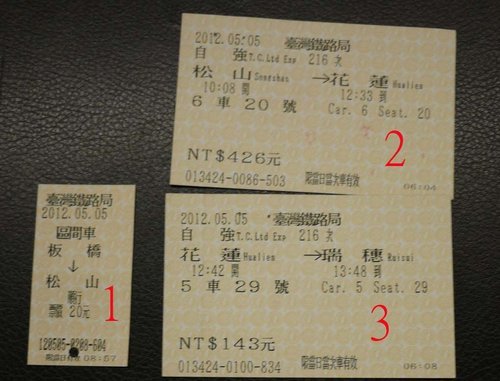 臺灣鐵路局
2012.05.05
區間車
板橋
↓
松山
票價 20元
1
120505-0208-604
08:57
2012.05.05 臺灣鐵路局
自強 T.C.Ltd Exp 216 次
松山 Songshan →花蓮 Hualien
10:08 開 12:33 到
6 車 20 號 Car. 6 Seat. 20
2
NT$426元
013424-0086-503 限當日當次車有效 06:04
2012.05.05 臺灣鐵路局
自強 T.C.Ltd Exp 216 次
花蓮 Hualien →瑞穗 Ruisui
12:42 開 13:48 到
5 車 29 號 Car. 5 Seat. 29
3
NT$143元
013424-0100-834 限當日當次車有效 06:08